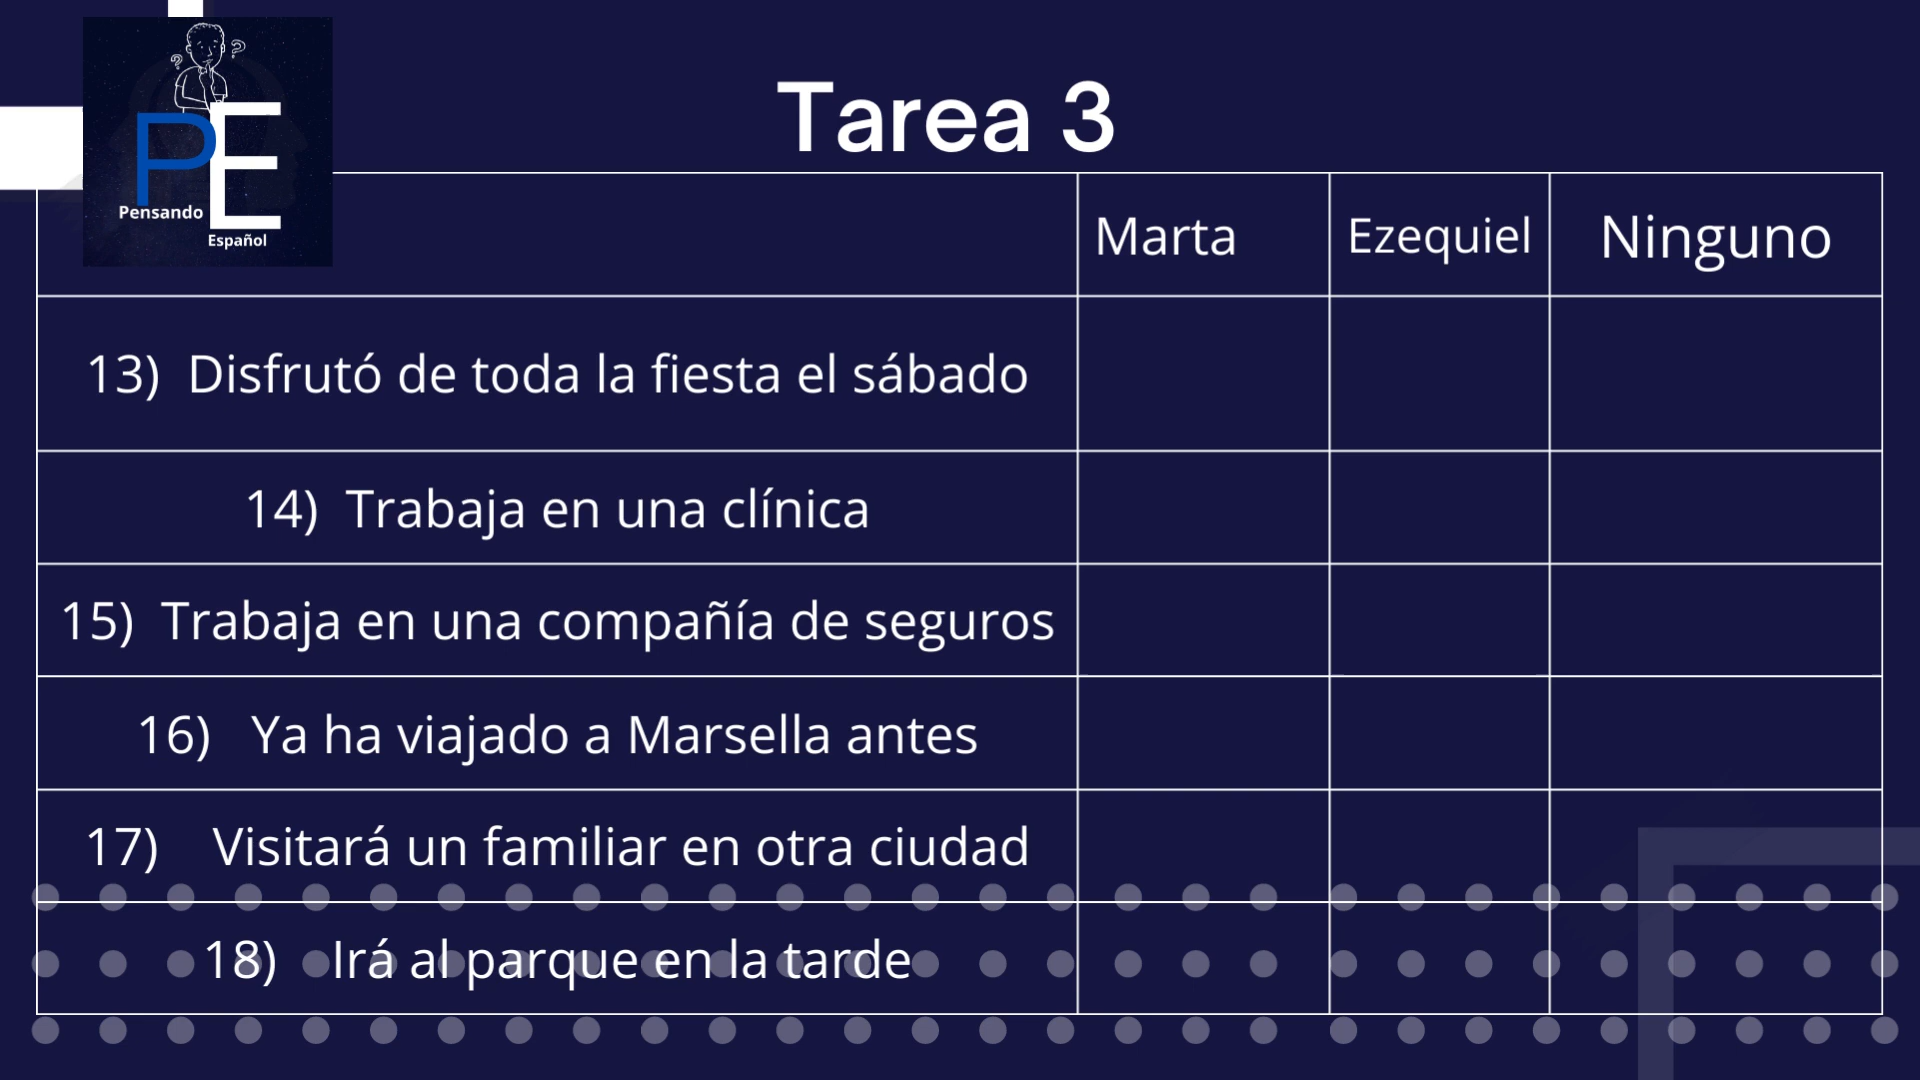 ? ?
PE
Pensando
Español
Tarea 3
Marta Ezequiel Ninguno
13) Disfrutó de toda la fiesta el sábado
14) Trabaja en una clínica
15) Trabaja en una compañía de seguros
16) Ya ha viajado a Marsella antes
17) Visitará un familiar en otra ciudad
18) Irá al parque en la tarde